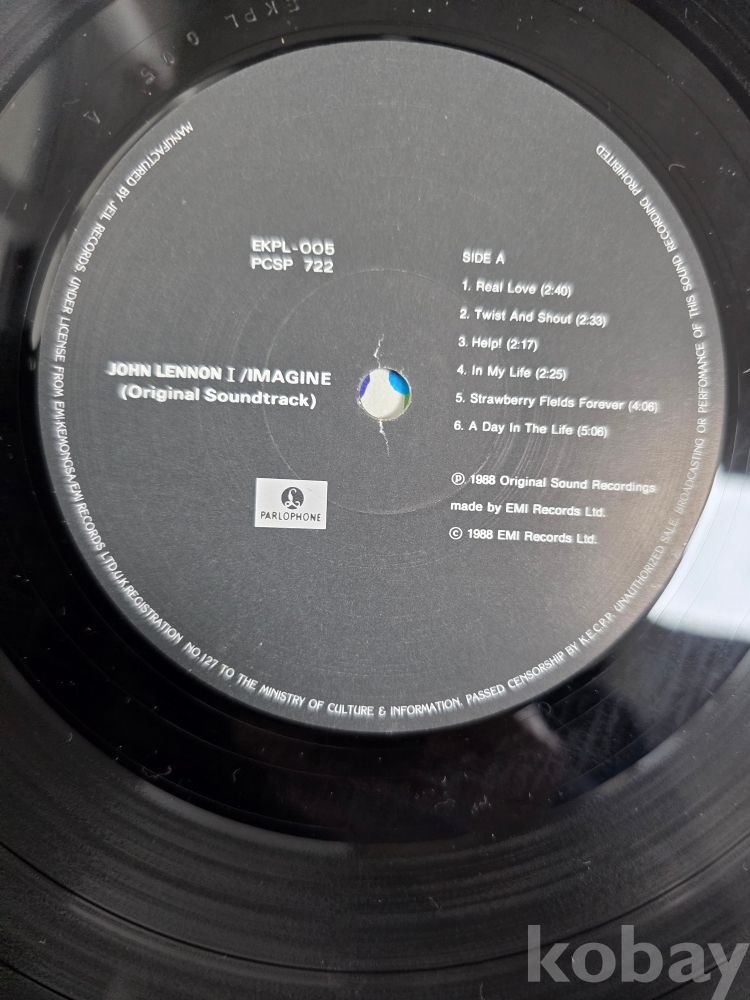 EKPL 005 A
EKPL-005
PCSP 722
JOHN LENNON I/IMAGINE
(Original Soundtrack)
PARLOPHONE
SIDE A
1. Real Love (2:40)
2. Twist And Shout (2:33)
3. Help! (2:17)
4. In My Life (2:25)
5. Strawberry Fields Forever (4:06)
6. A Day In The Life (5:06)
Ⓟ 1988 Original Sound Recordings
made by EMI Records Ltd.
© 1988 EMI Records Ltd.
MANUFACTURED BY JEIL RECORDS. UNDER LICENSE FROM EMI-KEMONGSA/EMI RECORDS LTD/U.K REGISTRATION NO.127 TO THE MINISTRY OF CULTURE & INFORMATION. PASSED CENSORSHIP BY K.E.C.P.P. UNAUTHORIZED SALE. BROADCASTING OR PERFOMANCE OF THIS SOUND RECORDING PROHIBITED
kobay